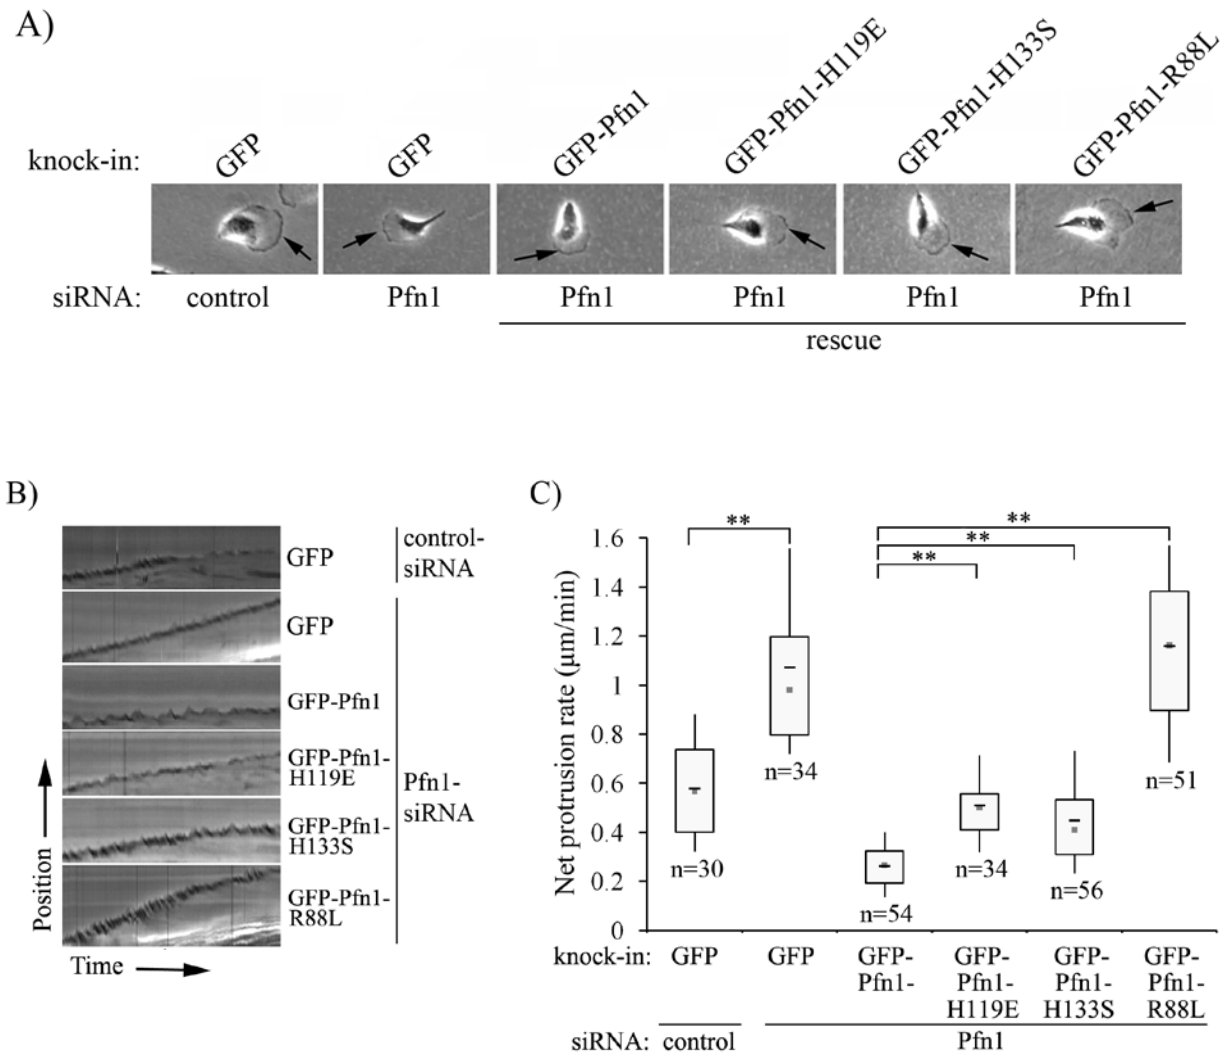 A)
knock-in:
GFP
GFP
GFP-Pfn1
GFP-Pfn1-H119E
GFP-Pfn1-H133S
GFP-Pfn1-R88L
siRNA:
control
Pfn1
Pfn1
Pfn1
Pfn1
Pfn1
rescue
B)
GFP
control-
siRNA
GFP
GFP-Pfn1
GFP-Pfn1-
H119E
GFP-Pfn1-
H133S
GFP-Pfn1-
R88L
Pfn1-
siRNA
Position
Time
C)
Net protrusion rate (μm/min)
1.6
1.4
1.2
1
0.8
0.6
0.4
0.2
0
**
**
**
**
n=30
n=34
n=54
n=34
n=56
n=51
knock-in:
GFP
GFP
GFP-
Pfn1-
GFP-
Pfn1-
H119E
GFP-
Pfn1-
H133S
GFP-
Pfn1-
R88L
siRNA:
control
Pfn1